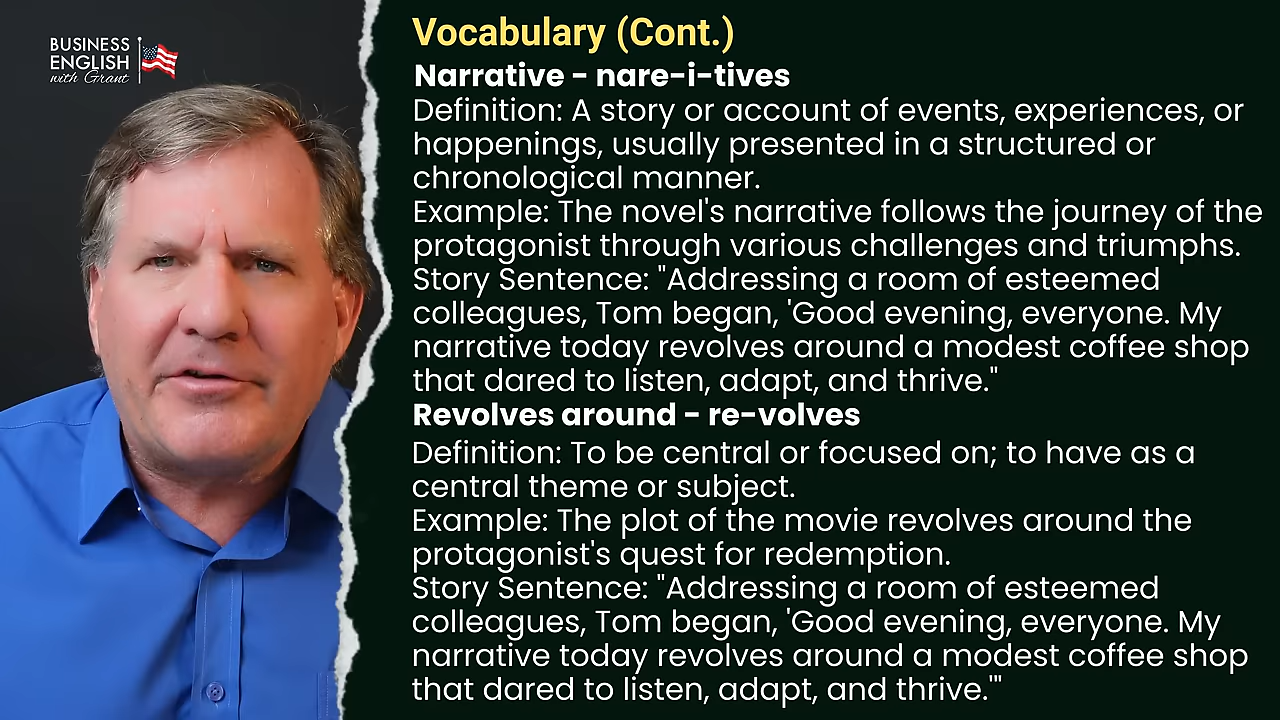 BUSINESS
ENGLISH
with Grant
Vocabulary (Cont.)
Narrative - nare-i-tives
Definition: A story or account of events, experiences, or
happenings, usually presented in a structured or
chronological manner.
Example: The novel's narrative follows the journey of the
protagonist through various challenges and triumphs.
Story Sentence: "Addressing a room of esteemed
colleagues, Tom began, 'Good evening, everyone. My
narrative today revolves around a modest coffee shop
that dared to listen, adapt, and thrive."
Revolves around - re-volves
Definition: To be central or focused on; to have as a
central theme or subject.
Example: The plot of the movie revolves around the
protagonist's quest for redemption.
Story Sentence: "Addressing a room of esteemed
colleagues, Tom began, 'Good evening, everyone. My
narrative today revolves around a modest coffee shop
that dared to listen, adapt, and thrive.'"